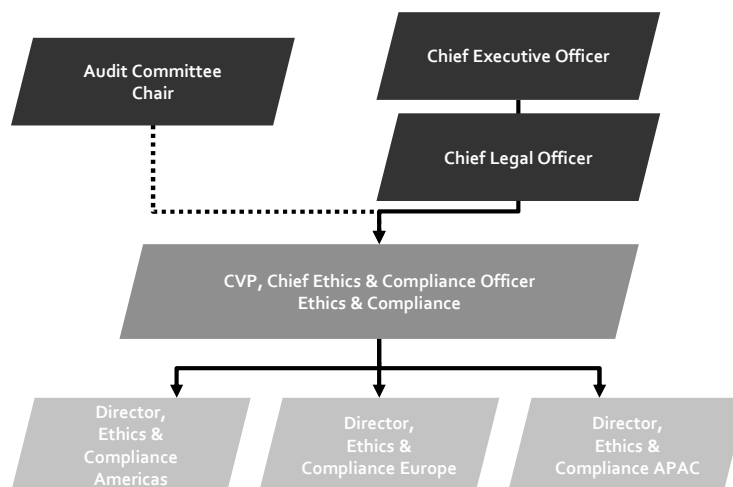 Audit Committee
Chair
Chief Executive Officer
Chief Legal Officer
CVP, Chief Ethics & Compliance Officer
Ethics & Compliance
Director,
Ethics &
Compliance
Americas
Director,
Ethics &
Compliance Europe
Director,
Ethics &
Compliance APAC